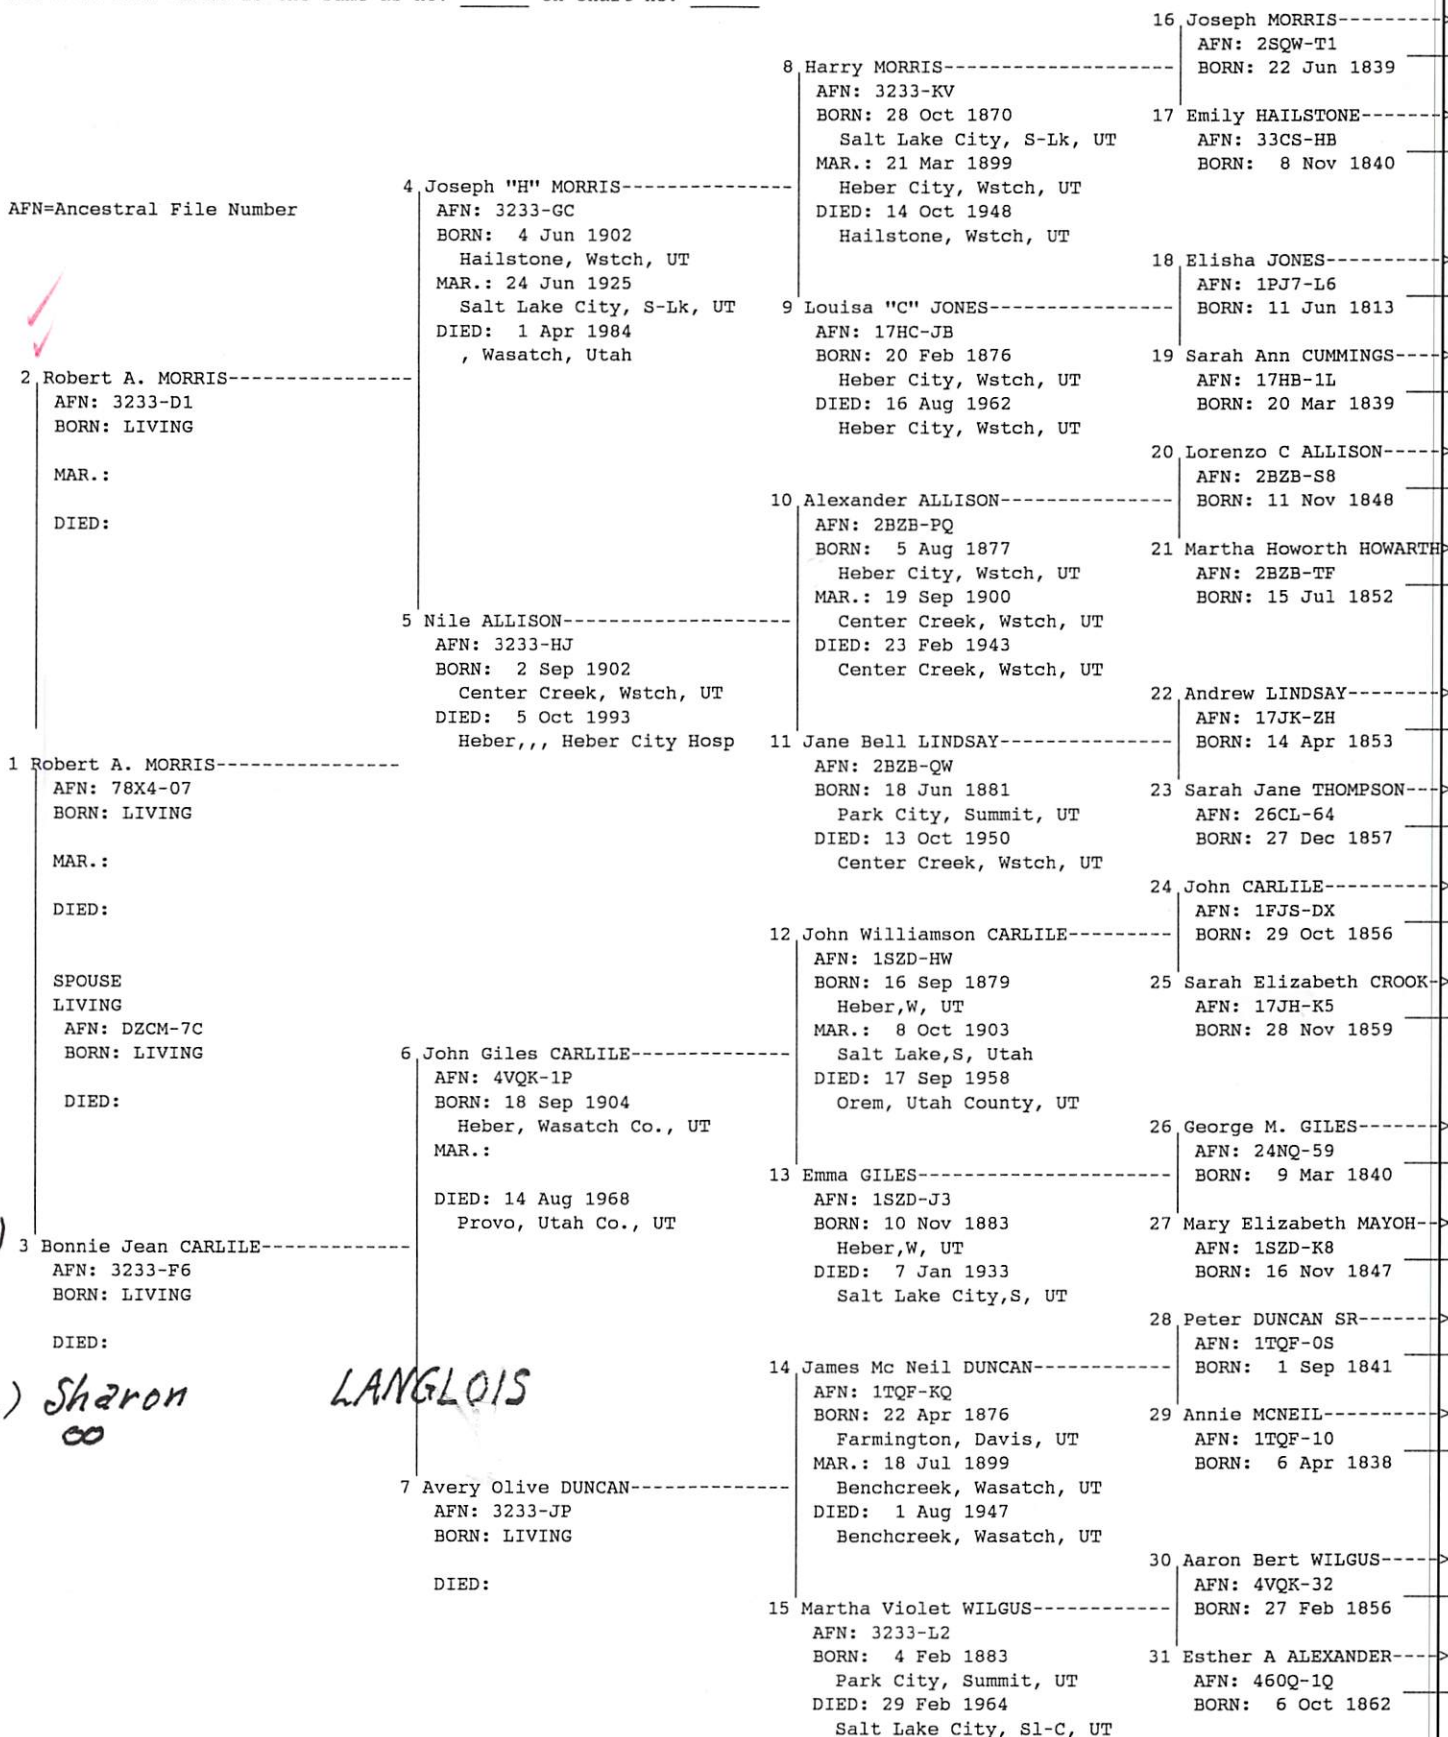 16 Joseph MORRIS--------->
AFN: 2SQW-T1
BORN: 22 Jun 1839
8 Harry MORRIS-------------------
AFN: 3233-KV
BORN: 28 Oct 1870
Salt Lake City, S-Lk, UT
MAR.: 21 Mar 1899
Heber City, Wstch, UT
DIED: 14 Oct 1948
Hailstone, Wstch, UT
17 Emily HAILSTONE------->
AFN: 33CS-HB
BORN: 8 Nov 1840
4 Joseph "H" MORRIS--------------
AFN: 3233-GC
BORN: 4 Jun 1902
Hailstone, Wstch, UT
MAR.: 24 Jun 1925
Salt Lake City, S-Lk, UT
DIED: 1 Apr 1984
, Wasatch, Utah
AFN=Ancestral File Number
18 Elisha JONES---------->
AFN: 1PJ7-L6
BORN: 11 Jun 1813
9 Louisa "C" JONES---------------
AFN: 17HC-JB
BORN: 20 Feb 1876
Heber City, Wstch, UT
DIED: 16 Aug 1962
Heber City, Wstch, UT
19 Sarah Ann CUMMINGS---->
AFN: 17HB-1L
BORN: 20 Mar 1839
2 Robert A. MORRIS---------------
AFN: 3233-D1
BORN: LIVING
MAR.:
DIED:
20 Lorenzo C ALLISON----->
AFN: 2BZB-S8
BORN: 11 Nov 1848
10 Alexander ALLISON--------------
AFN: 2BZB-PQ
BORN: 5 Aug 1877
Heber City, Wstch, UT
MAR.: 19 Sep 1900
Center Creek, Wstch, UT
DIED: 23 Feb 1943
Center Creek, Wstch, UT
21 Martha Howorth HOWARTH>
AFN: 2BZB-TF
BORN: 15 Jul 1852
5 Nile ALLISON-------------------
AFN: 3233-HJ
BORN: 2 Sep 1902
Center Creek, Wstch, UT
DIED: 5 Oct 1993
Heber,,, Heber City Hosp
22 Andrew LINDSAY-------->
AFN: 17JK-ZH
BORN: 14 Apr 1853
11 Jane Bell LINDSAY--------------
AFN: 2BZB-QW
BORN: 18 Jun 1881
Park City, Summit, UT
DIED: 13 Oct 1950
Center Creek, Wstch, UT
23 Sarah Jane THOMPSON--->
AFN: 26CL-64
BORN: 27 Dec 1857
1 Robert A. MORRIS---------------
AFN: 78X4-07
BORN: LIVING
MAR.:
DIED:
SPOUSE
LIVING
AFN: DZCM-7C
BORN: LIVING
DIED:
24 John CARLILE---------->
AFN: 1FJS-DX
BORN: 29 Oct 1856
12 John Williamson CARLILE---------
AFN: 1SZD-HW
BORN: 16 Sep 1879
Heber,W, UT
MAR.: 8 Oct 1903
Salt Lake,S, Utah
DIED: 17 Sep 1958
Orem, Utah County, UT
25 Sarah Elizabeth CROOK->
AFN: 17JH-K5
BORN: 28 Nov 1859
6 John Giles CARLILE-------------
AFN: 4VQK-1P
BORN: 18 Sep 1904
Heber, Wasatch Co., UT
MAR.:
DIED: 14 Aug 1968
Provo, Utah Co., UT
26 George M. GILES------->
AFN: 24NQ-59
BORN: 9 Mar 1840
13 Emma GILES---------------------
AFN: 1SZD-J3
BORN: 10 Nov 1883
Heber,W, UT
DIED: 7 Jan 1933
Salt Lake City,S, UT
27 Mary Elizabeth MAYOH-->
AFN: 1SZD-K8
BORN: 16 Nov 1847
) 3 Bonnie Jean CARLILE------------
AFN: 3233-F6
BORN: LIVING
DIED:
) Sharon LANGLOIS
∞
28 Peter DUNCAN SR------->
AFN: 1TQF-0S
BORN: 1 Sep 1841
14 James Mc Neil DUNCAN-----------
AFN: 1TQF-KQ
BORN: 22 Apr 1876
Farmington, Davis, UT
MAR.: 18 Jul 1899
Benchcreek, Wasatch, UT
DIED: 1 Aug 1947
Benchcreek, Wasatch, UT
29 Annie MCNEIL---------->
AFN: 1TQF-10
BORN: 6 Apr 1838
7 Avery Olive DUNCAN-------------
AFN: 3233-JP
BORN: LIVING
DIED:
30 Aaron Bert WILGUS----->
AFN: 4VQK-32
BORN: 27 Feb 1856
15 Martha Violet WILGUS-----------
AFN: 3233-L2
BORN: 4 Feb 1883
Park City, Summit, UT
DIED: 29 Feb 1964
Salt Lake City, Sl-C, UT
31 Esther A ALEXANDER---->
AFN: 460Q-1Q
BORN: 6 Oct 1862